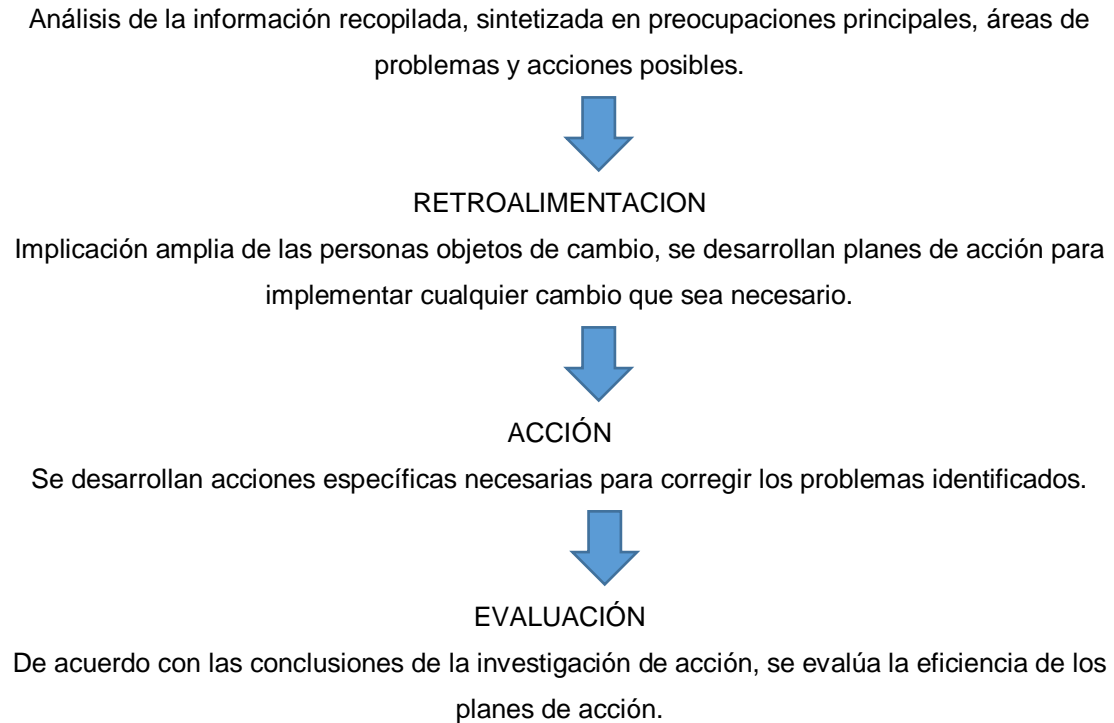 Análisis de la información recopilada, sintetizada en preocupaciones principales, áreas de
problemas y acciones posibles.
RETROALIMENTACION
Implicación amplia de las personas objetos de cambio, se desarrollan planes de acción para
implementar cualquier cambio que sea necesario.
ACCIÓN
Se desarrollan acciones específicas necesarias para corregir los problemas identificados.
EVALUACIÓN
De acuerdo con las conclusiones de la investigación de acción, se evalúa la eficiencia de los
planes de acción.